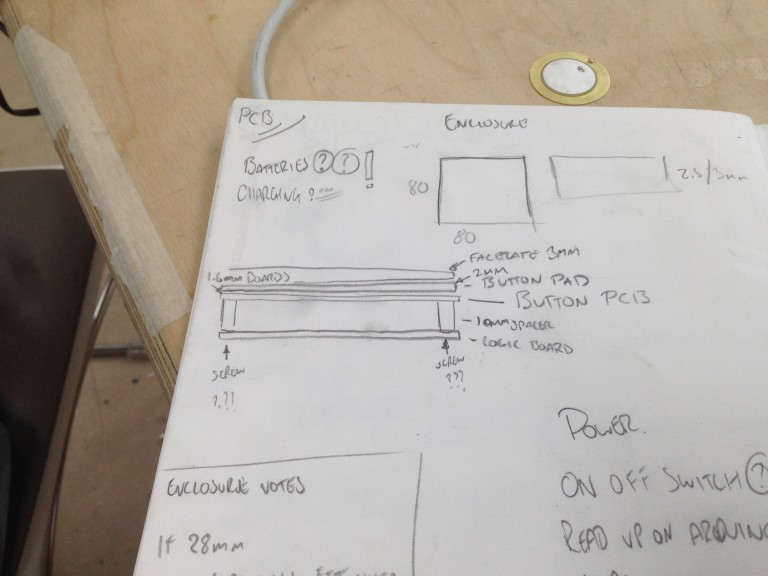 PCB
ENCLOSURE
BATTERIES ? ? !
CHARGING ?
80
80
2.5/3mm
FACEPLATE 3MM
2MM
BUTTON PAD
1.6mm BOARDS
BUTTON PCB
10MM SPACER
LOGIC BOARD
SCREW
???
!!
SCREW
???
!!
POWER.
ON OFF SWITCH ?
READ UP ON ARDUINO
ENCLOSURE NOTES
IF 28mm